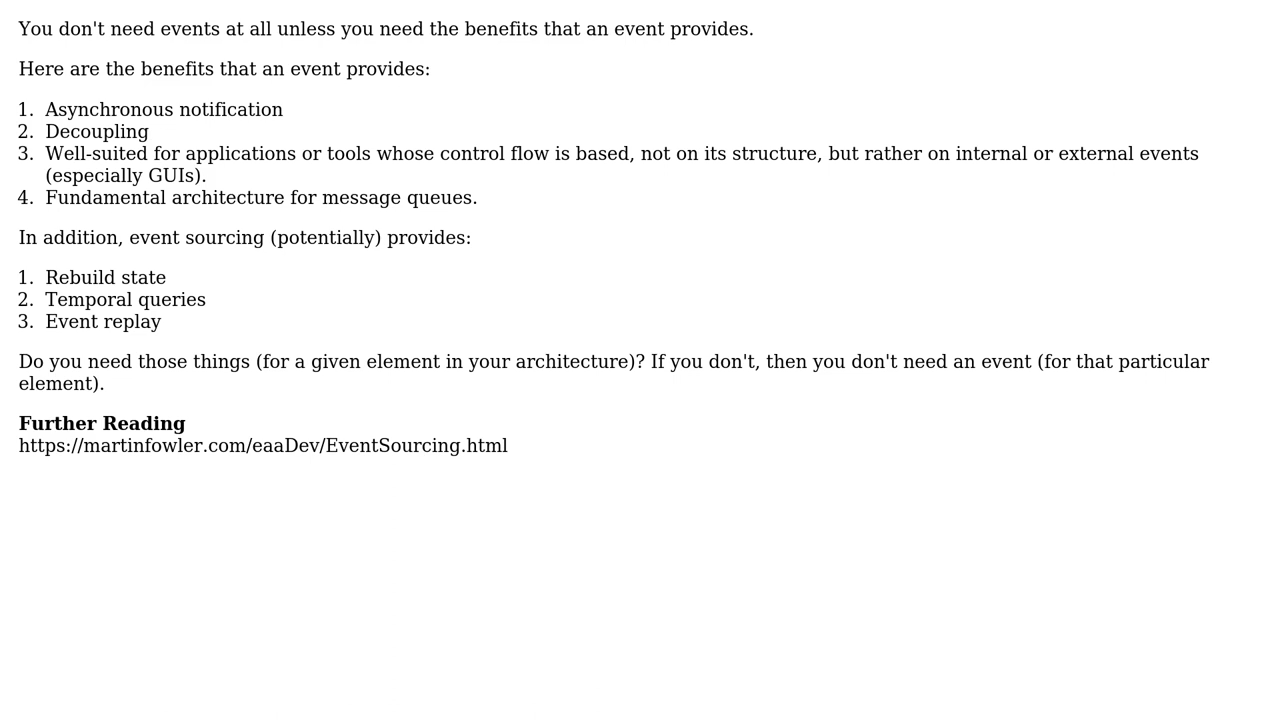 You don't need events at all unless you need the benefits that an event provides.
Here are the benefits that an event provides:
1. Asynchronous notification
2. Decoupling
3. Well-suited for applications or tools whose control flow is based, not on its structure, but rather on internal or external events
(especially GUIs).
4. Fundamental architecture for message queues.
In addition, event sourcing (potentially) provides:
1. Rebuild state
2. Temporal queries
3. Event replay
Do you need those things (for a given element in your architecture)? If you don't, then you don't need an event (for that particular
element).
Further Reading
https://martinfowler.com/eaaDev/EventSourcing.html